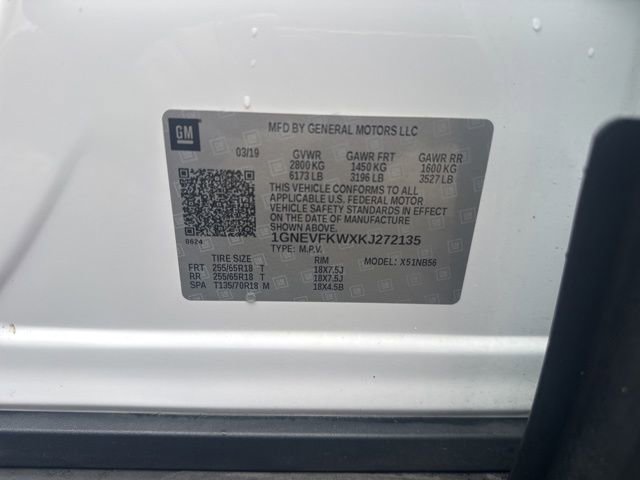 GM
MFD BY GENERAL MOTORS LLC
03/19 GVWR GAWR FRT GAWR RR
2800 KG 1450 KG 1600 KG
6173 LB 3196 LB 3527 LB
THIS VEHICLE CONFORMS TO ALL
APPLICABLE U.S. FEDERAL MOTOR
VEHICLE SAFETY STANDARDS IN EFFECT
ON THE DATE OF MANUFACTURE
SHOWN ABOVE.
0624 1GNEVFKWXKJ272135
TYPE: M.P.V. MODEL: X51NB56
TIRE SIZE RIM
FRT 255/65R18 T 18X7.5J
RR 255/65R18 T 18X7.5J
SPA T135/70R18 M 18X4.5B